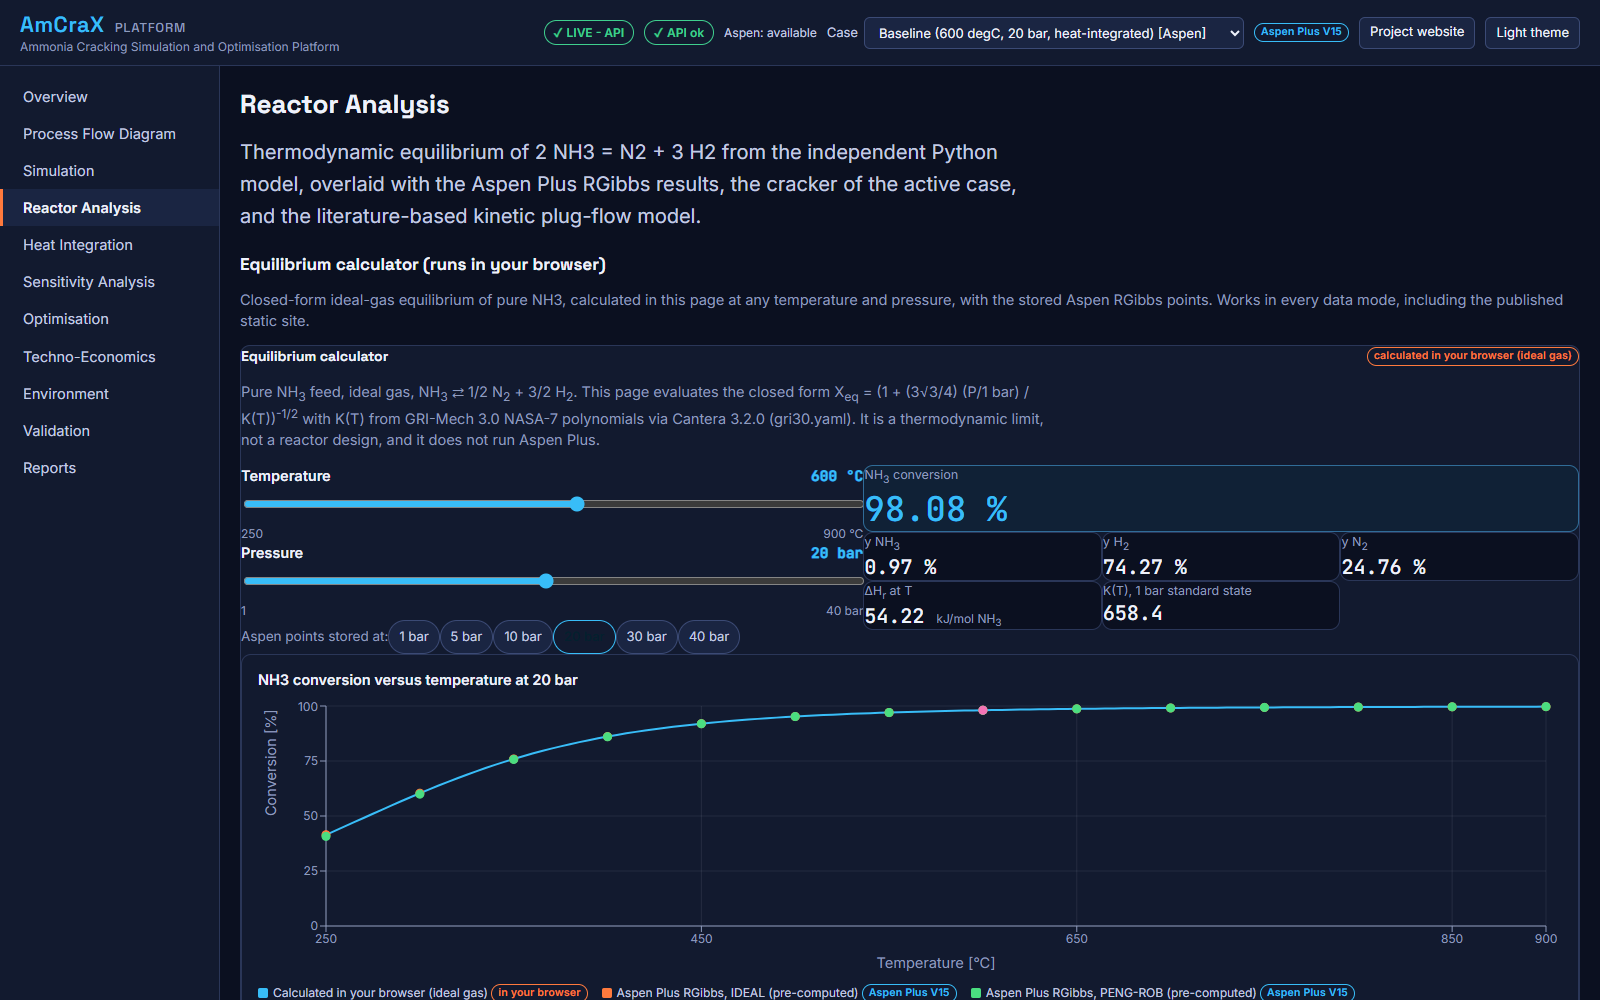 AmCraX PLATFORM
Ammonia Cracking Simulation and Optimisation Platform
✓ LIVE - API
✓ API ok
Aspen: available
Case
Baseline (600 degC, 20 bar, heat-integrated) [Aspen]
Aspen Plus V15
Project website
Light theme
Overview
Process Flow Diagram
Simulation
Reactor Analysis
Heat Integration
Sensitivity Analysis
Optimisation
Techno-Economics
Environment
Validation
Reports
Reactor Analysis
Thermodynamic equilibrium of 2 NH3 = N2 + 3 H2 from the independent Python
model, overlaid with the Aspen Plus RGibbs results, the cracker of the active case,
and the literature-based kinetic plug-flow model.
Equilibrium calculator (runs in your browser)
Closed-form ideal-gas equilibrium of pure NH3, calculated in this page at any temperature and pressure, with the stored Aspen RGibbs points. Works in every data mode, including the published
static site.
Equilibrium calculator
calculated in your browser (ideal gas)
Pure NH3 feed, ideal gas, NH3 ⇄ 1/2 N2 + 3/2 H2. This page evaluates the closed form Xeq = (1 + (3√3/4) (P/1 bar) /
K(T))-1/2 with K(T) from GRI-Mech 3.0 NASA-7 polynomials via Cantera 3.2.0 (gri30.yaml). It is a thermodynamic limit,
not a reactor design, and it does not run Aspen Plus.
Temperature 600 °C
250 900 °C
Pressure 20 bar
1 40 bar
Aspen points stored at: 1 bar 5 bar 10 bar 30 bar 40 bar
NH3 conversion
98.08 %
y NH3
0.97 %
y H2
74.27 %
y N2
24.76 %
ΔHr at T
54.22 kJ/mol NH3
K(T), 1 bar standard state
658.4
NH3 conversion versus temperature at 20 bar
Conversion [%]
100
75
50
25
0
250 450 650 850 900
Temperature [°C]
Calculated in your browser (ideal gas) in your browser
Aspen Plus RGibbs, IDEAL (pre-computed) Aspen Plus V15
Aspen Plus RGibbs, PENG-ROB (pre-computed) Aspen Plus V15